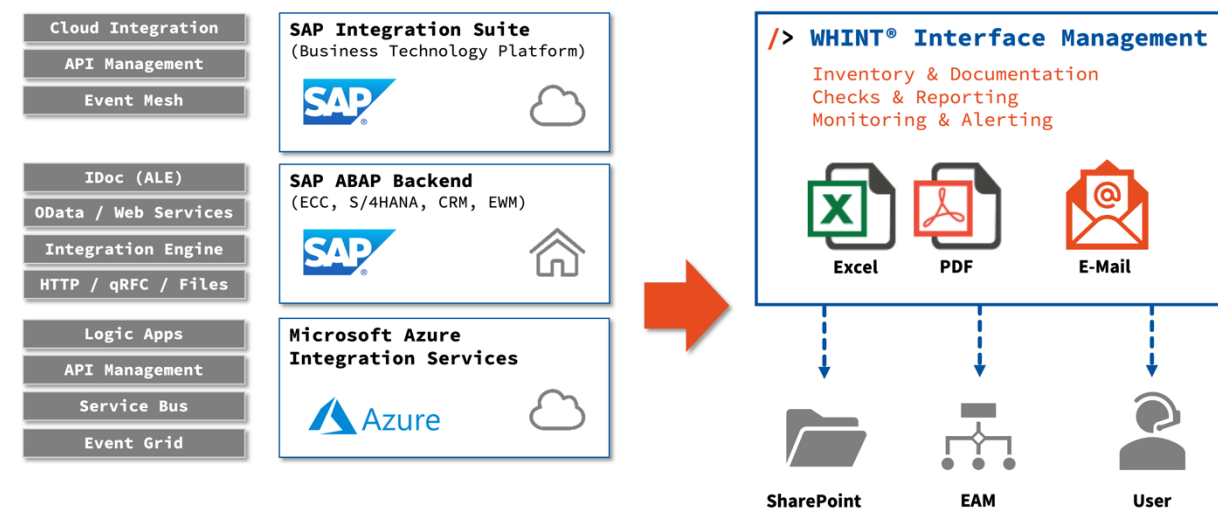 Cloud Integration
API Management
Event Mesh
SAP Integration Suite
(Business Technology Platform)
SAP
IDoc (ALE)
OData / Web Services
Integration Engine
HTTP / qRFC / Files
SAP ABAP Backend
(ECC, S/4HANA, CRM, EWM)
SAP
Logic Apps
API Management
Service Bus
Event Grid
Microsoft Azure
Integration Services
Azure
/> WHINT® Interface Management
Inventory & Documentation
Checks & Reporting
Monitoring & Alerting
X
@
Excel
PDF
E-Mail
SharePoint
EAM
User